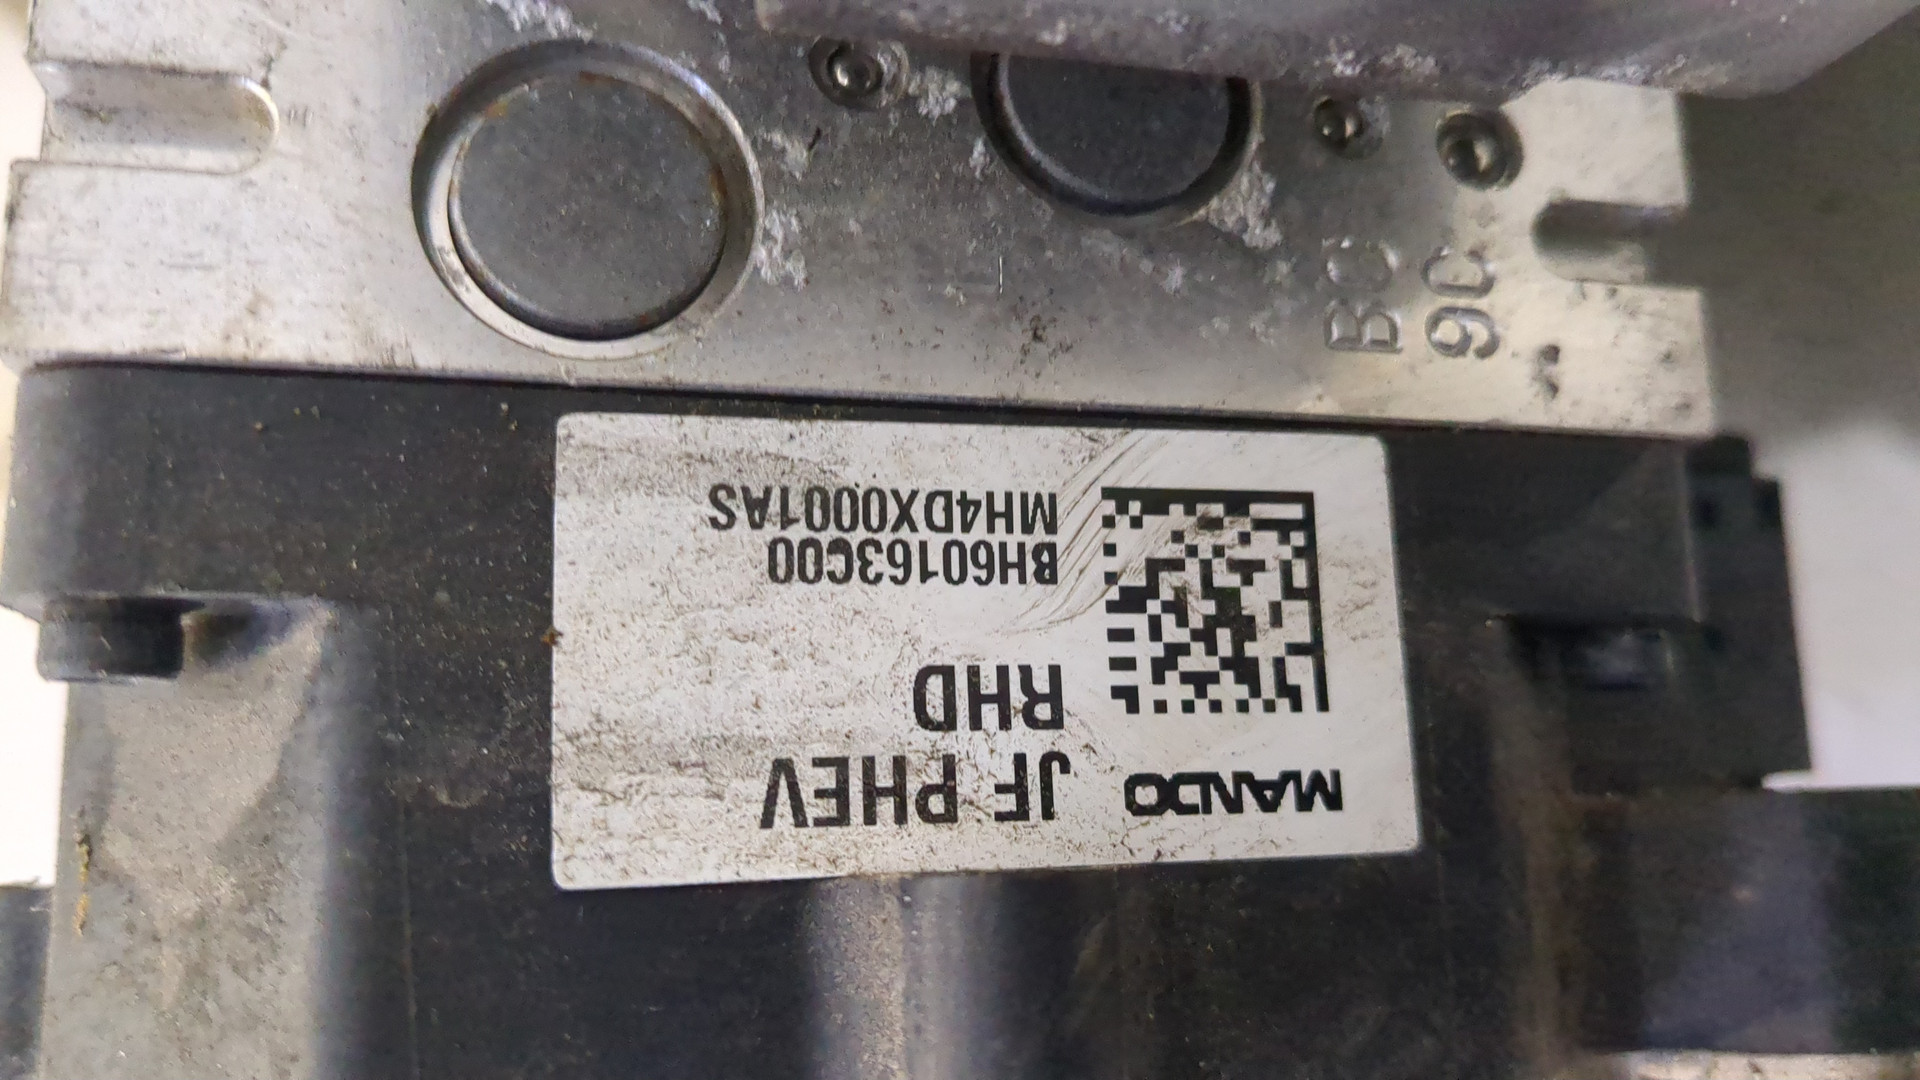 MANDO JF PHEV
RHD
BH60163C00
MH4DX0001AS
BC
9C